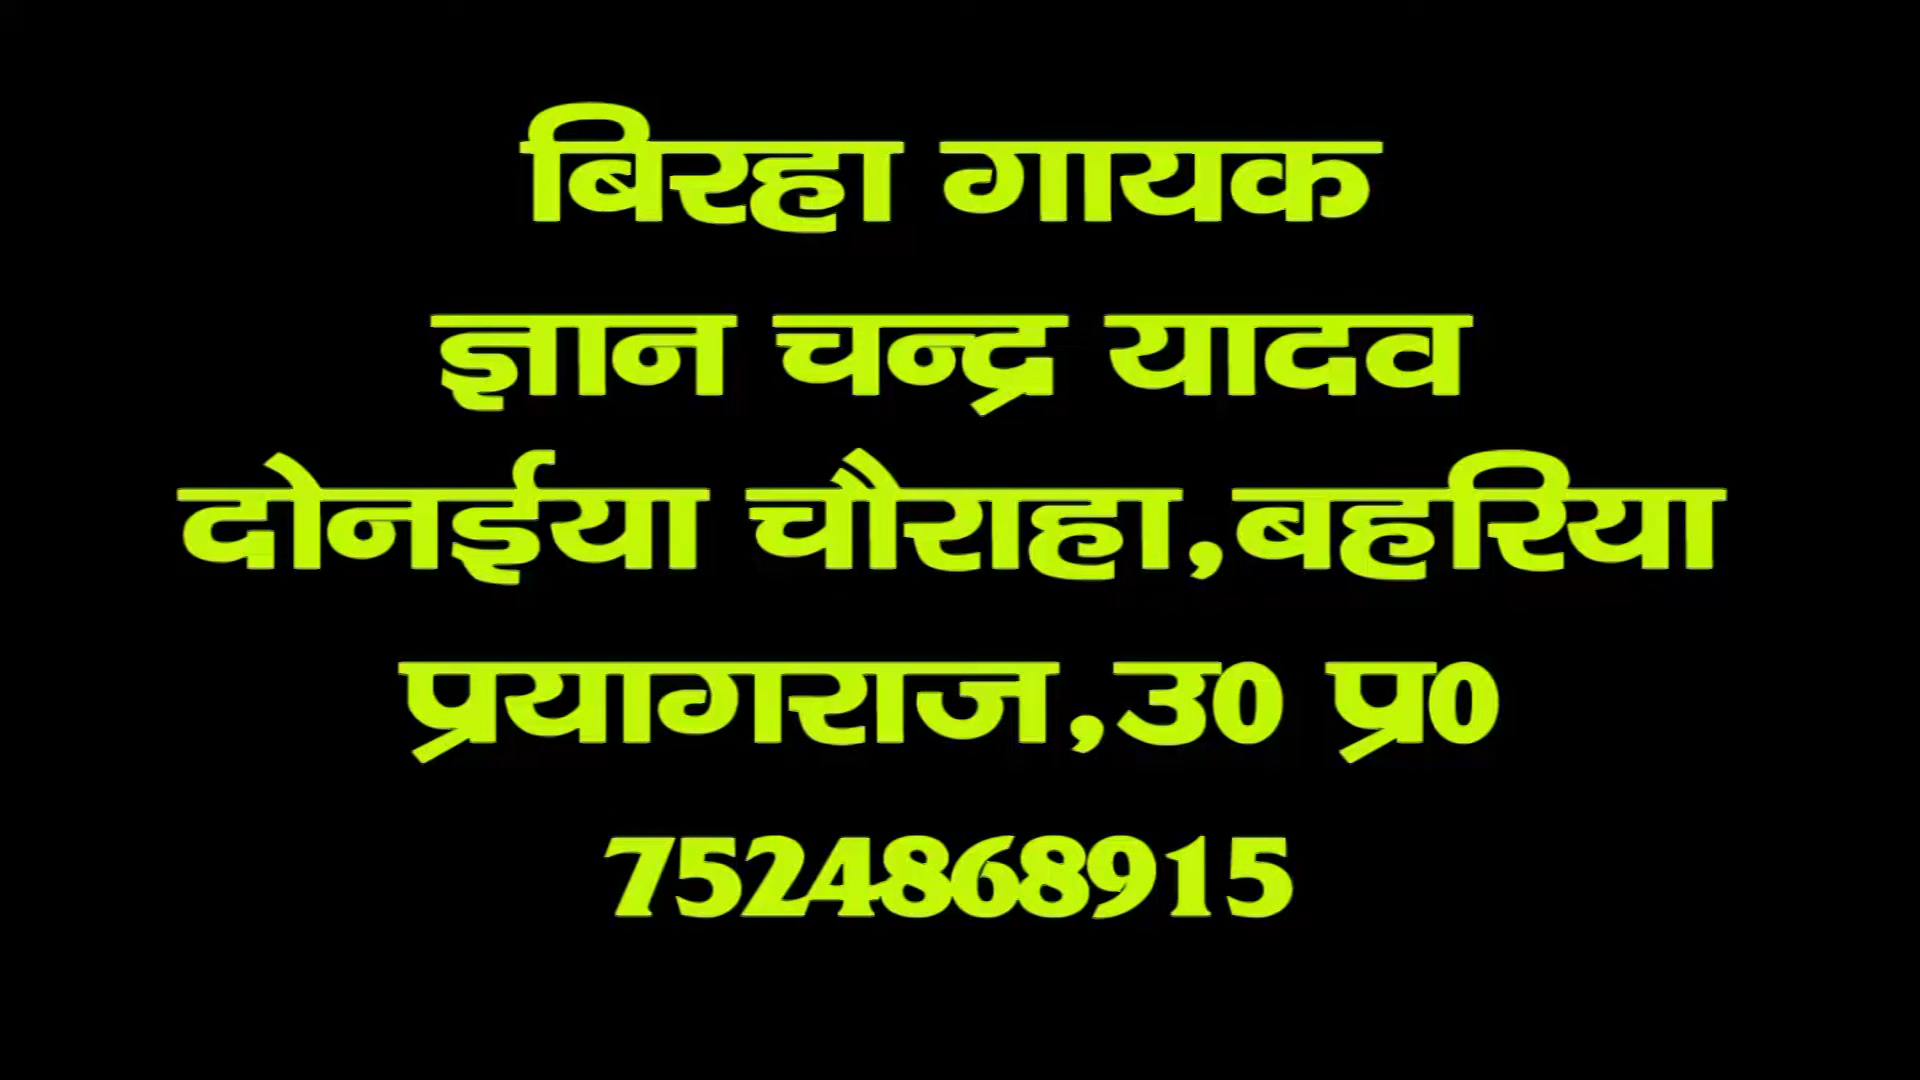 बिरहा गायक
ज्ञान चन्द्र यादव
दोनईया चौराहा,बहरिया
प्रयागराज,उ0 प्र0
7524868915